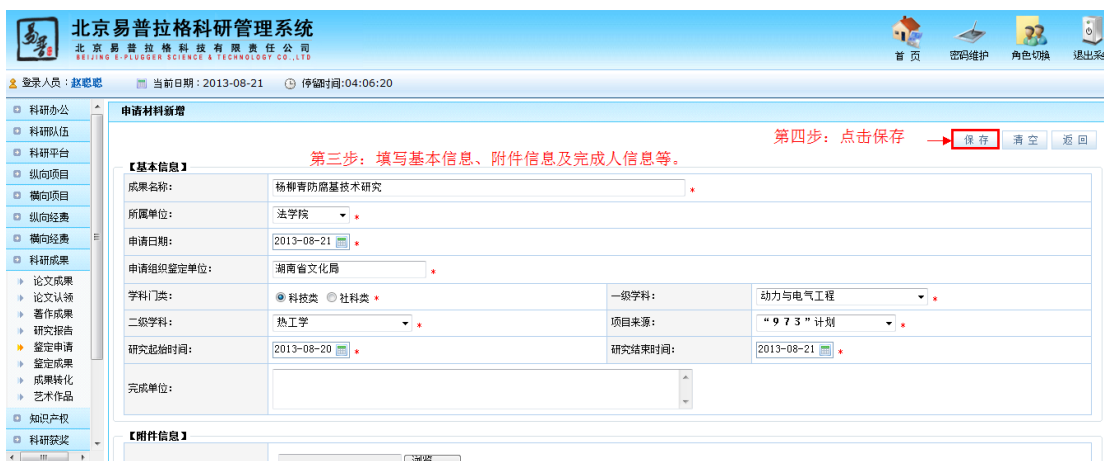 北京易普拉格科研管理系统
北京易普拉格科技有限责任公司
BEIJING E-PLUGGER SCIENCE & TECHNOLOGY CO.,LTD
首 页 密码维护 角色切换 退出系
登录人员：赵聪聪 当前日期：2013-08-21 停留时间:04:06:20
科研办公
科研队伍
科研平台
纵向项目
横向项目
纵向经费
横向经费
科研成果
论文成果
论文认领
著作成果
研究报告
鉴定申请
鉴定成果
成果转化
艺术作品
知识产权
科研获奖
申请材料新增
第四步：点击保存
保 存 清 空 返 回
第三步：填写基本信息、附件信息及完成人信息等。
【基本信息】
成果名称： 杨柳青防腐基技术研究 *
所属单位： 法学院 *
申请日期： 2013-08-21 *
申请组织鉴定单位： 湖南省文化局 *
学科门类： 科技类 社科类 * 一级学科： 动力与电气工程 *
二级学科： 热工学 * 项目来源： “973”计划 *
研究起始时间： 2013-08-20 * 研究结束时间： 2013-08-21 *
完成单位：
【附件信息】